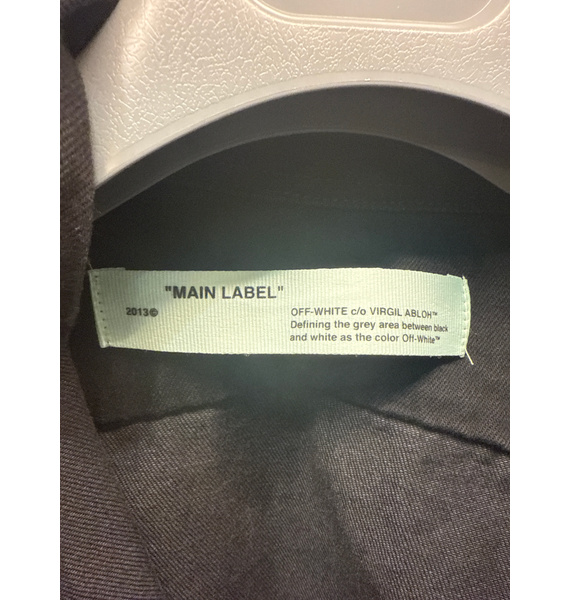 "MAIN LABEL"
2013©
OFF-WHITE c/o VIRGIL ABLOH™
Defining the grey area between black
and white as the color Off-White™